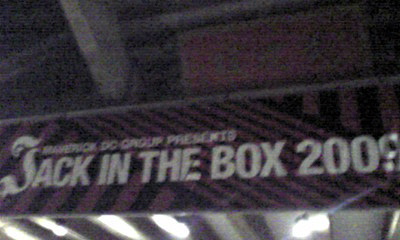 MAVERICK DC GROUP PRESENTS
JACK IN THE BOX 2009